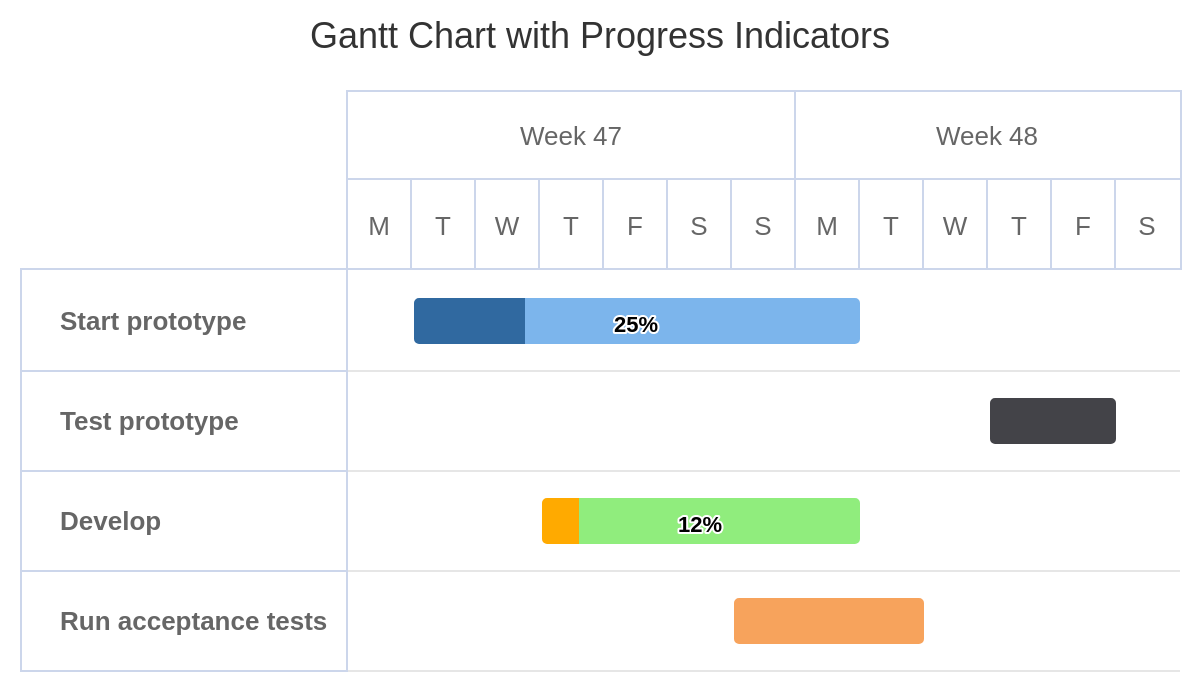 Gantt Chart with Progress Indicators
Week 47 Week 48
M T W T F S S M T W T F S
Start prototype 25%
Test prototype
Develop 12%
Run acceptance tests